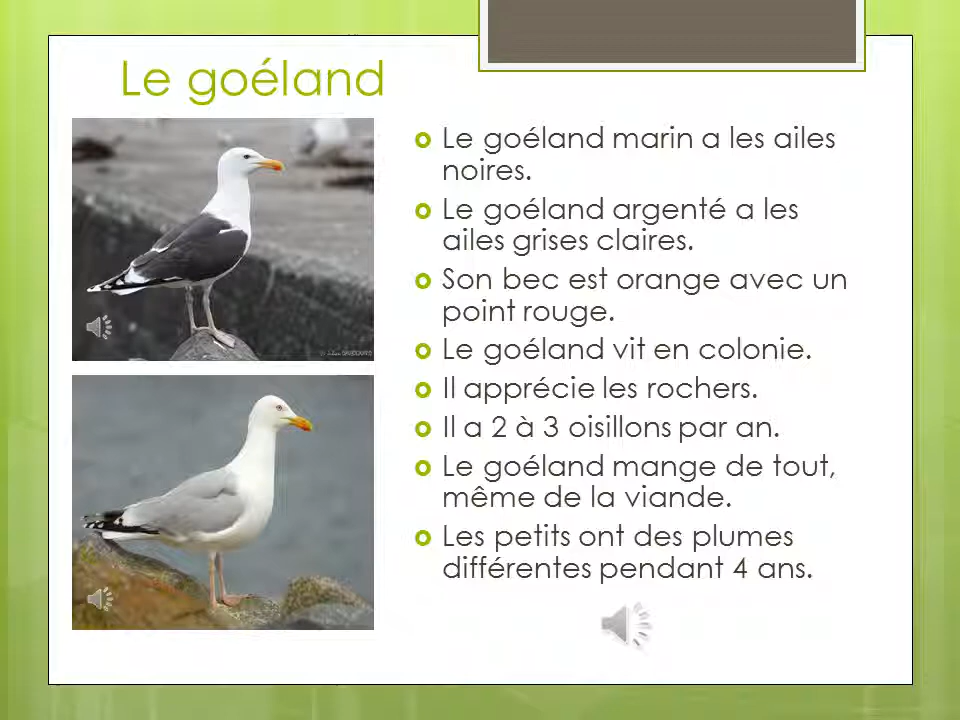 Le goéland
Le goéland marin a les ailes
noires.
Le goéland argenté a les
ailes grises claires.
Son bec est orange avec un
point rouge.
Le goéland vit en colonie.
Il apprécie les rochers.
Il a 2 à 3 oisillons par an.
Le goéland mange de tout,
même de la viande.
Les petits ont des plumes
différentes pendant 4 ans.